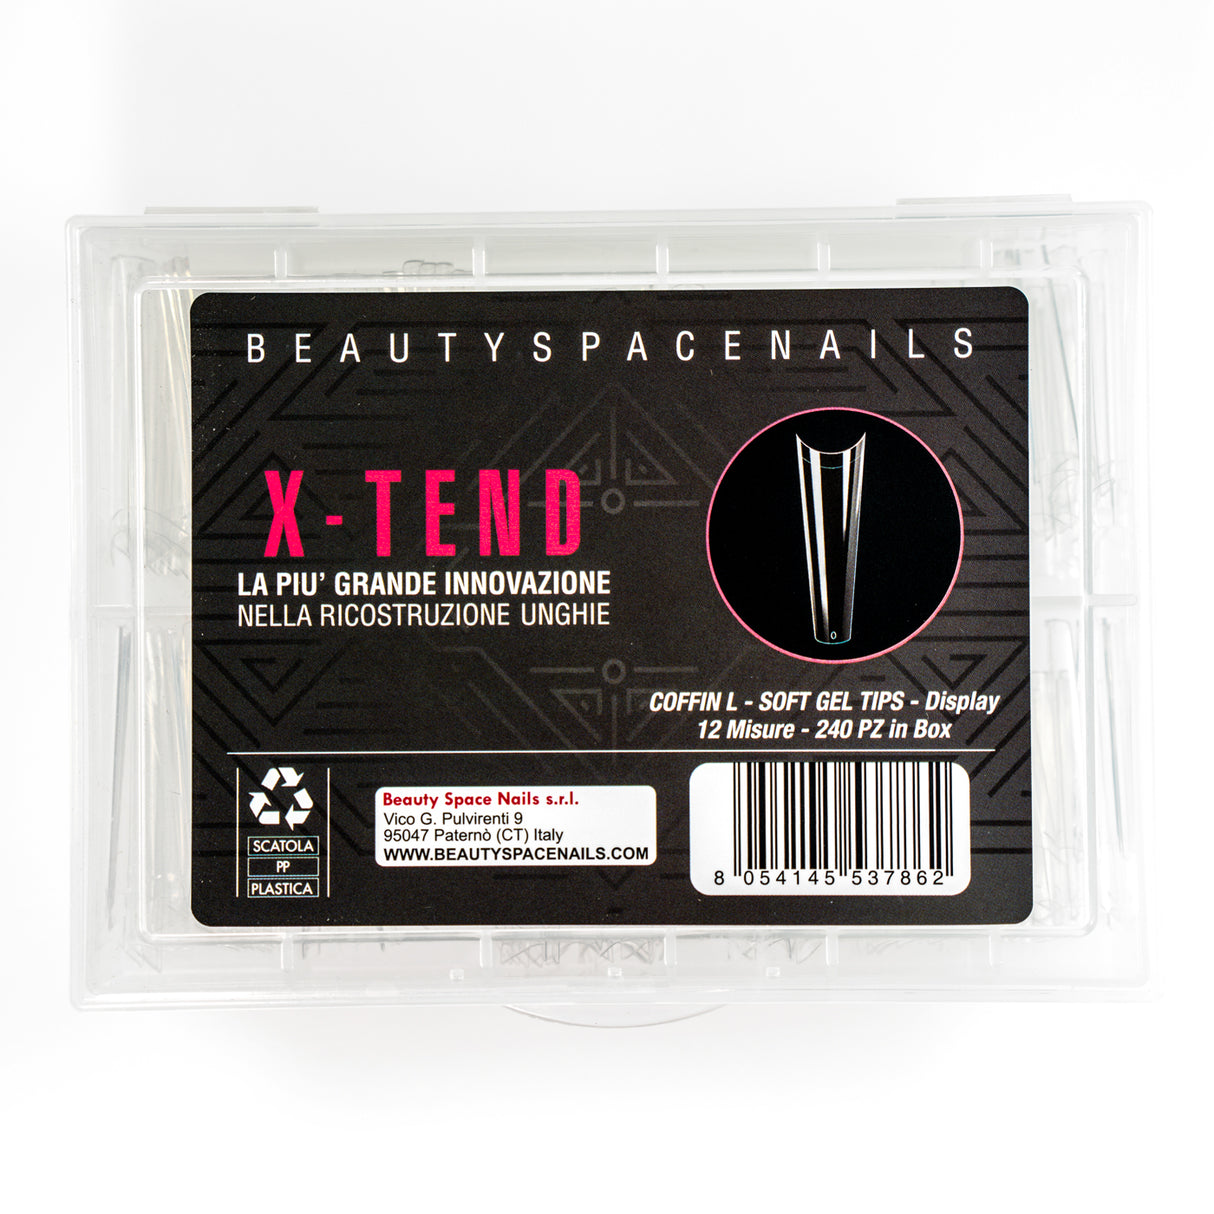 BEAUTYSPACENAILS
X-TEND
LA PIU' GRANDE INNOVAZIONE
NELLA RICOSTRUZIONE UNGHIE
0
COFFIN L - SOFT GEL TIPS - Display
12 Misure - 240 PZ in Box
SCATOLA
PP
PLASTICA
Beauty Space Nails s.r.l.
Vico G. Pulvirenti 9
95047 Paternò (CT) Italy
WWW.BEAUTYSPACENAILS.COM
8 054145 537862